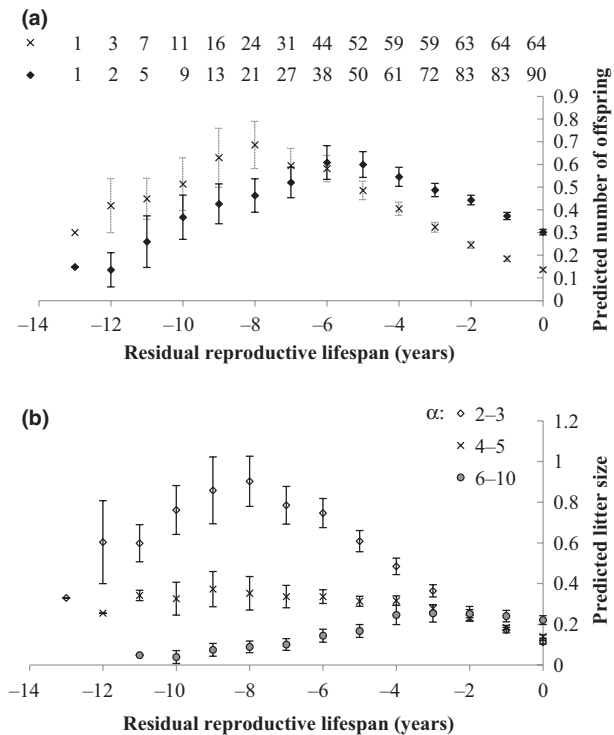 (a)
× 1 3 7 11 16 24 31 44 52 59 59 63 64 64
◆ 1 2 5 9 13 21 27 38 50 61 72 83 83 90
0.9
0.8
0.7
0.6
0.5
0.4
0.3
0.2
0.1
0
Predicted number of offspring
–14 –12 –10 –8 –6 –4 –2 0
Residual reproductive lifespan (years)
(b)
α: ◇ 2–3
× 4–5
● 6–10
1.2
1
0.8
0.6
0.4
0.2
0
Predicted litter size
–14 –12 –10 –8 –6 –4 –2 0
Residual reproductive lifespan (years)